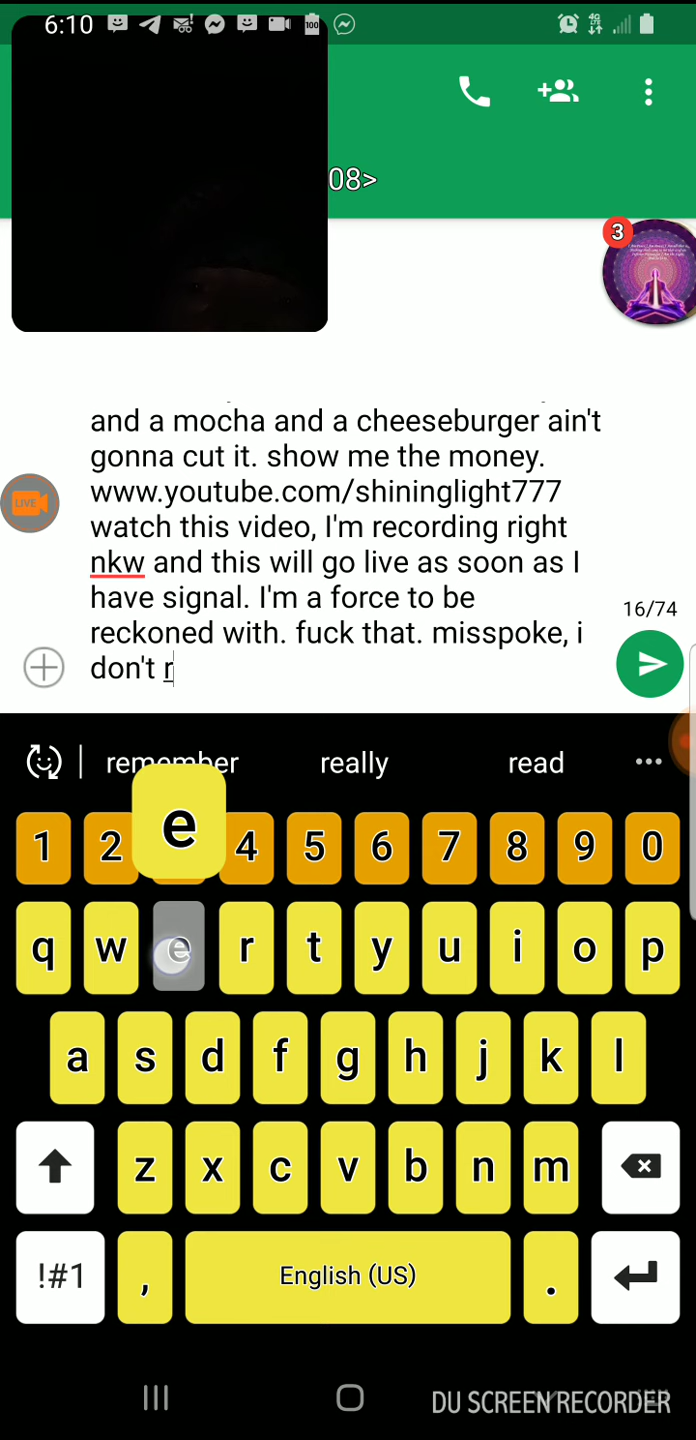 6:10
100
4G
08>
3
and a mocha and a cheeseburger ain't
gonna cut it. show me the money.
www.youtube.com/shininglight777
watch this video, I'm recording right
nkw and this will go live as soon as I
have signal. I'm a force to be
reckoned with. fuck that. misspoke, i
don't r
LIVE
16/74
remember really read
e
1 2 4 5 6 7 8 9 0
q w e r t y u i o p
a s d f g h j k l
z x c v b n m
!#1 , English (US) .
DU SCREEN RECORDER